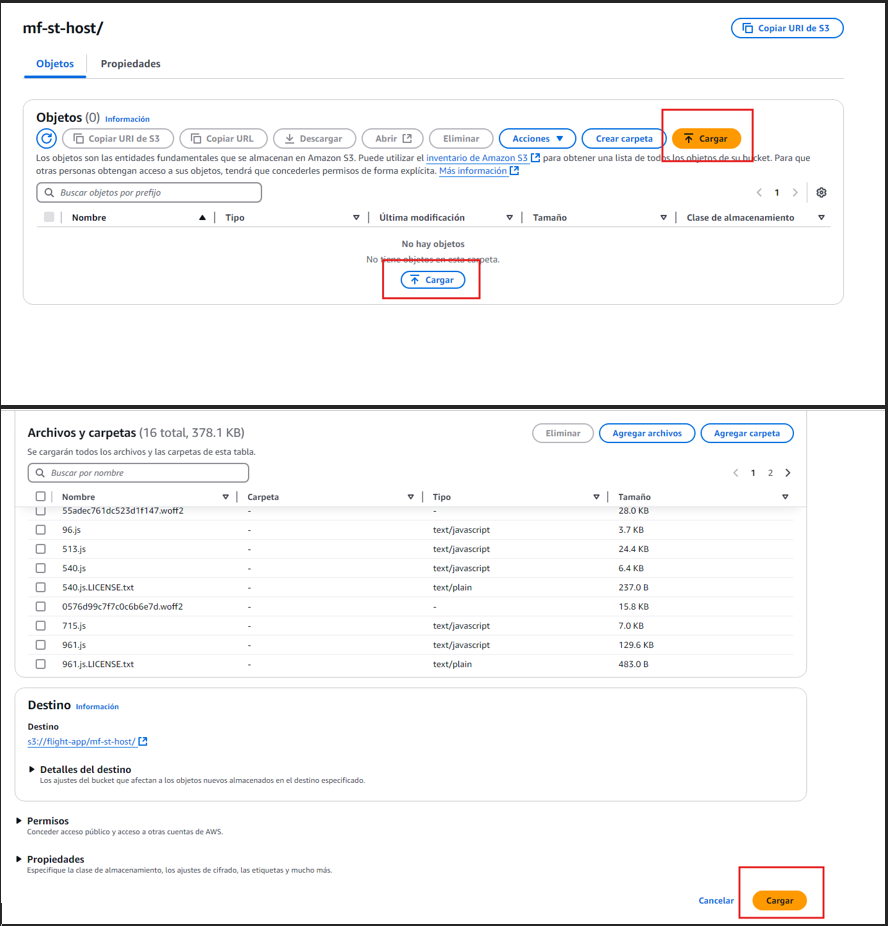 mf-st-host/
Copiar URI de S3
Objetos
Propiedades
Objetos (0) Información
Copiar URI de S3
Copiar URL
Descargar
Abrir
Eliminar
Acciones
Crear carpeta
Cargar
Los objetos son las entidades fundamentales que se almacenan en Amazon S3. Puede utilizar el inventario de Amazon S3 para obtener una lista de todos los objetos de su bucket. Para que
otras personas obtengan acceso a sus objetos, tendrá que concederles permisos de forma explícita. Más información
Buscar objetos por prefijo
1
Nombre
Tipo
Última modificación
Tamaño
Clase de almacenamiento
No hay objetos
No tiene objetos en esta carpeta.
Cargar
Archivos y carpetas (16 total, 378.1 KB)
Eliminar
Agregar archivos
Agregar carpeta
Se cargarán todos los archivos y las carpetas de esta tabla.
Buscar por nombre
1 2
Nombre Carpeta Tipo Tamaño
55adec761dc523d1f147.woff2 - - 28.0 KB
96.js - text/javascript 3.7 KB
513.js - text/javascript 24.4 KB
540.js - text/javascript 6.4 KB
540.js.LICENSE.txt - text/plain 237.0 B
0576d99c7f7c0c6b6e7d.woff2 - - 15.8 KB
715.js - text/javascript 7.0 KB
961.js - text/javascript 129.6 KB
961.js.LICENSE.txt - text/plain 483.0 B
Destino Información
Destino
s3://flight-app/mf-st-host/
Detalles del destino
Los ajustes del bucket que afectan a los objetos nuevos almacenados en el destino especificado.
Permisos
Conceder acceso público y acceso a otras cuentas de AWS.
Propiedades
Especifique la clase de almacenamiento, los ajustes de cifrado, las etiquetas y mucho más.
Cancelar
Cargar